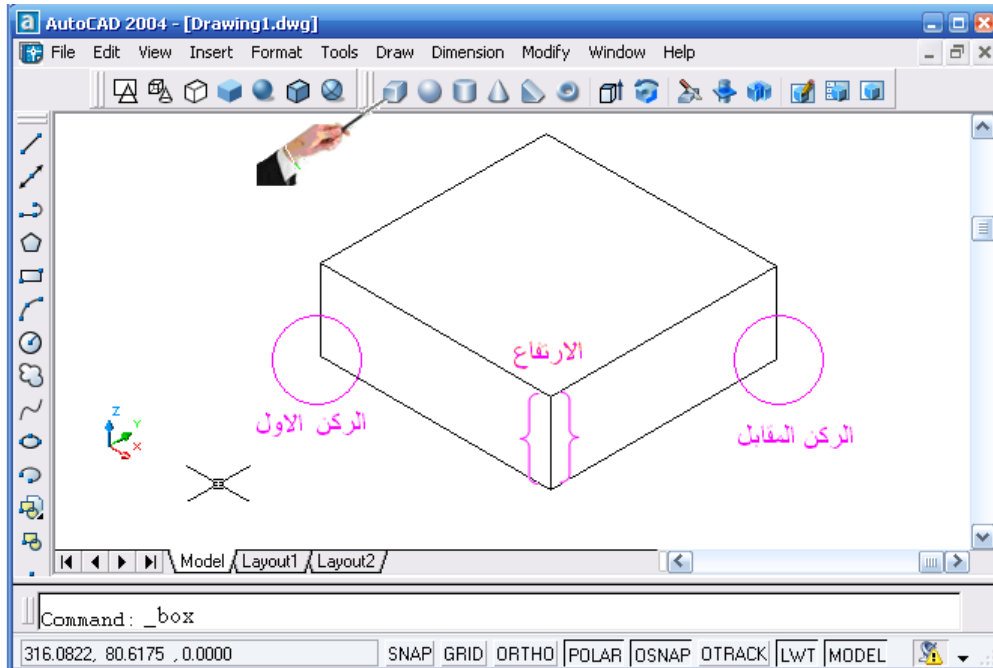 AutoCAD 2004 - [Drawing1.dwg]
File Edit View Insert Format Tools Draw Dimension Modify Window Help
الارتفاع
الركن الاول
الركن المقابل
Z
Y
X
Model Layout1 Layout2
Command: _box
316.0822, 80.6175 ,0.0000 SNAP GRID ORTHO POLAR OSNAP OTRACK LWT MODEL